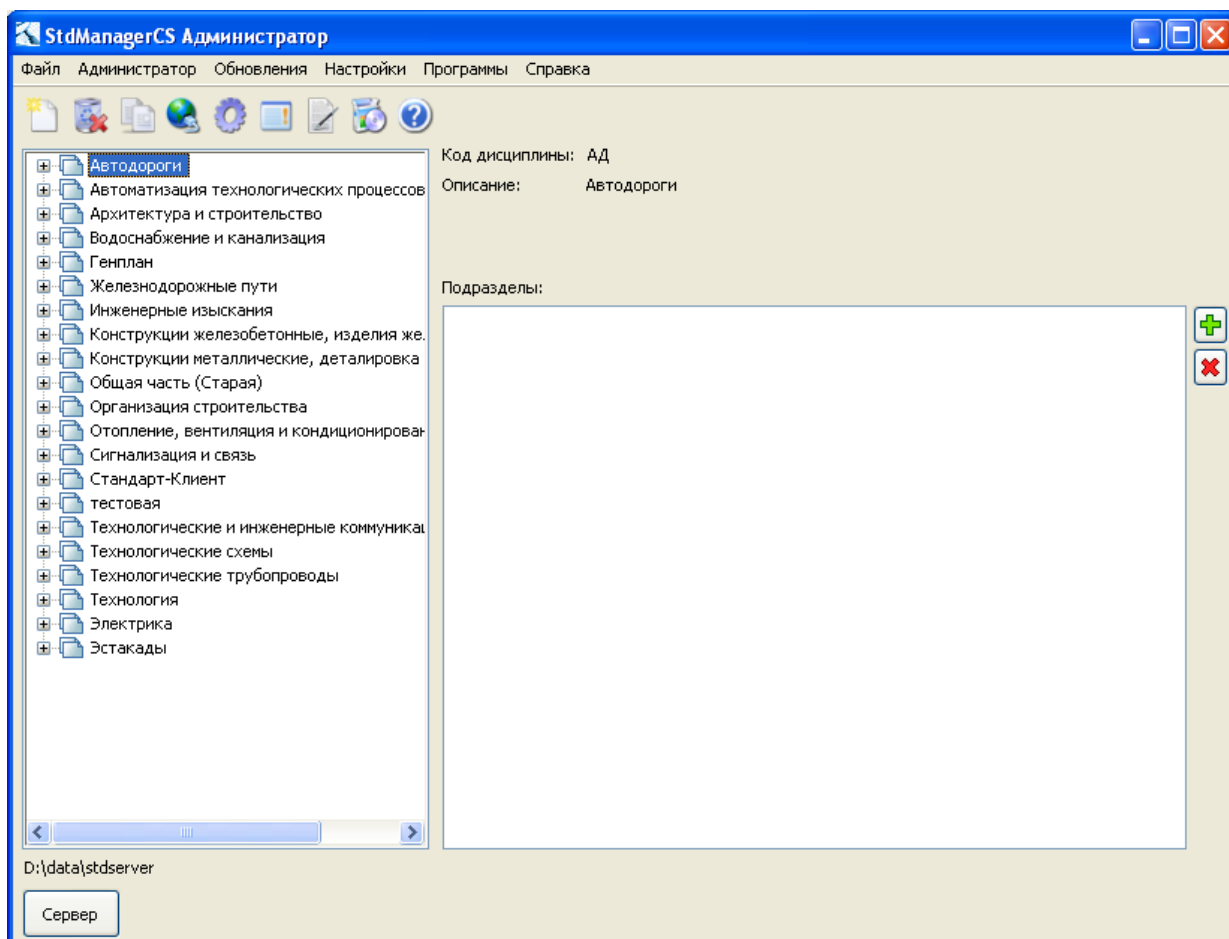 StdManagerCS Администратор
Файл Администратор Обновления Настройки Программы Справка
Автодороги
Автоматизация технологических процессов
Архитектура и строительство
Водоснабжение и канализация
Генплан
Железнодорожные пути
Инженерные изыскания
Конструкции железобетонные, изделия же.
Конструкции металлические, деталировка
Общая часть (Старая)
Организация строительства
Отопление, вентиляция и
Сигнализация и связь
Стандарт-Клиент
тестовая
Технологические и инженерные
Технологические схемы
Технологические трубопроводы
Технология
Электрика
Эстакады
Код дисциплины: АД
Описание: Автодороги
Подразделы:
D:\data\stdserver
Сервер